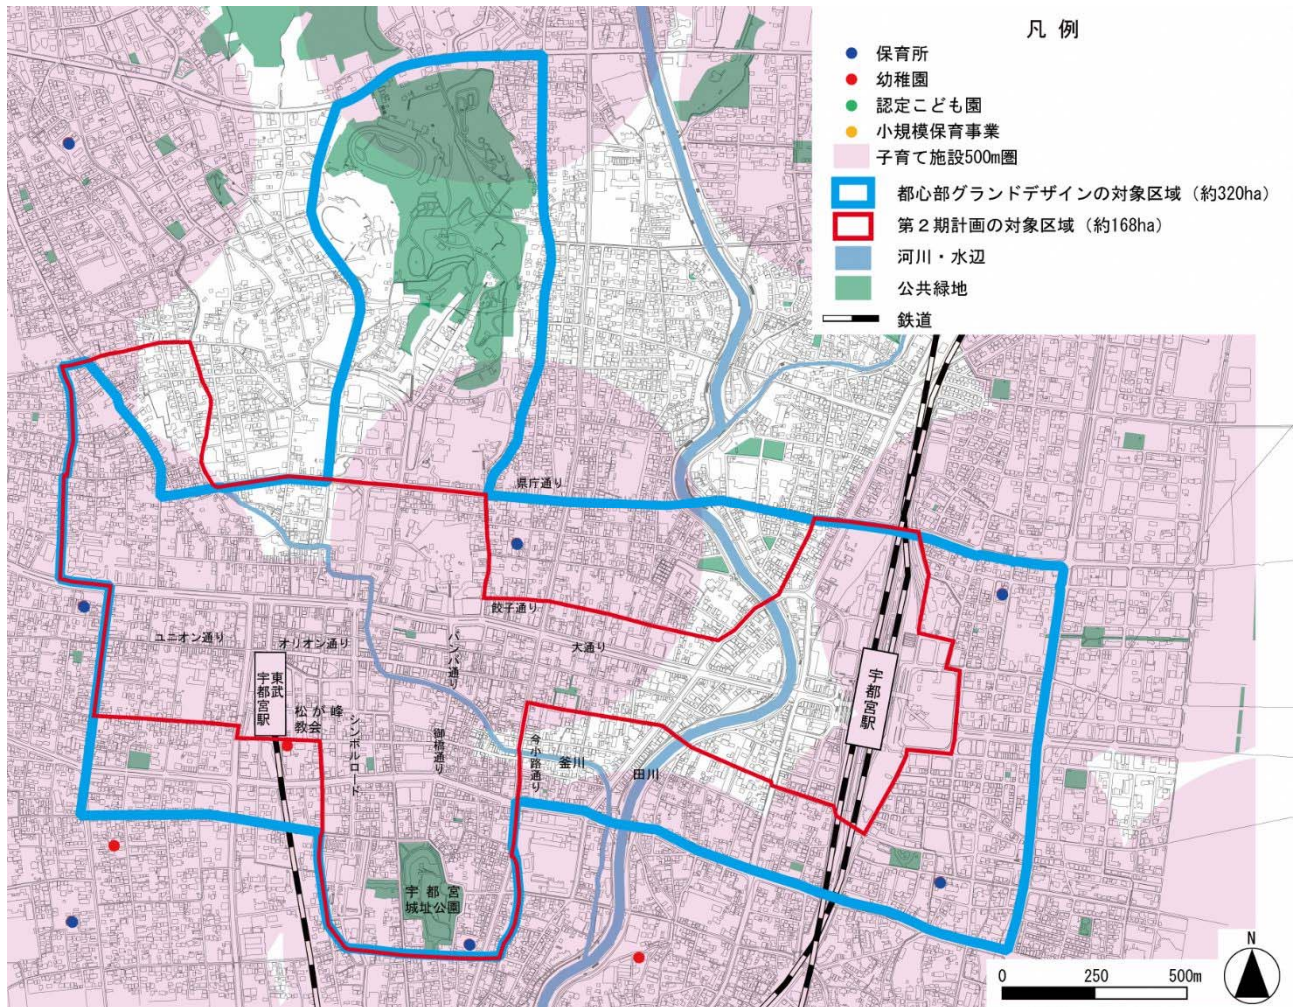 凡 例
保育所
幼稚園
認定こども園
小規模保育事業
子育て施設500m圏
都心部グランドデザインの対象区域（約320ha）
第２期計画の対象区域（約168ha）
河川・水辺
公共緑地
鉄道
県庁通り
餃子通り
ユニオン通り
オリオン通り
バンバ通り
大通り
東武
宇都宮駅
宇都宮駅
松が峰
教会
シンボルロード
御橋通り
今小路通り
釜川
田川
宇都宮
城址公園
N
0 250 500m